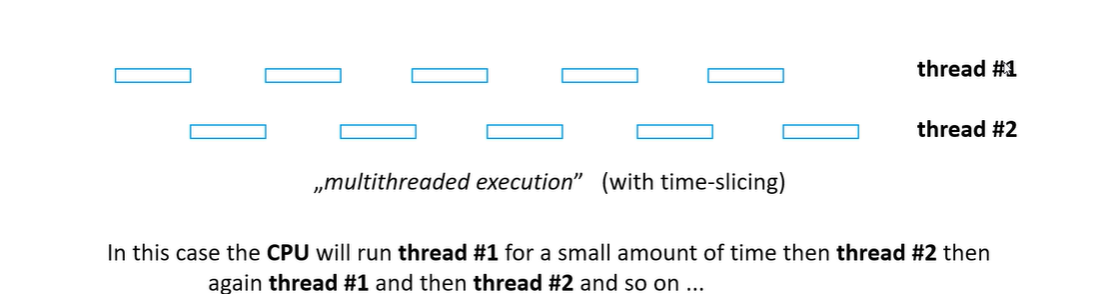 thread #1
thread #2
„multithreaded execution” (with time-slicing)
In this case the CPU will run thread #1 for a small amount of time then thread #2 then
again thread #1 and then thread #2 and so on ...